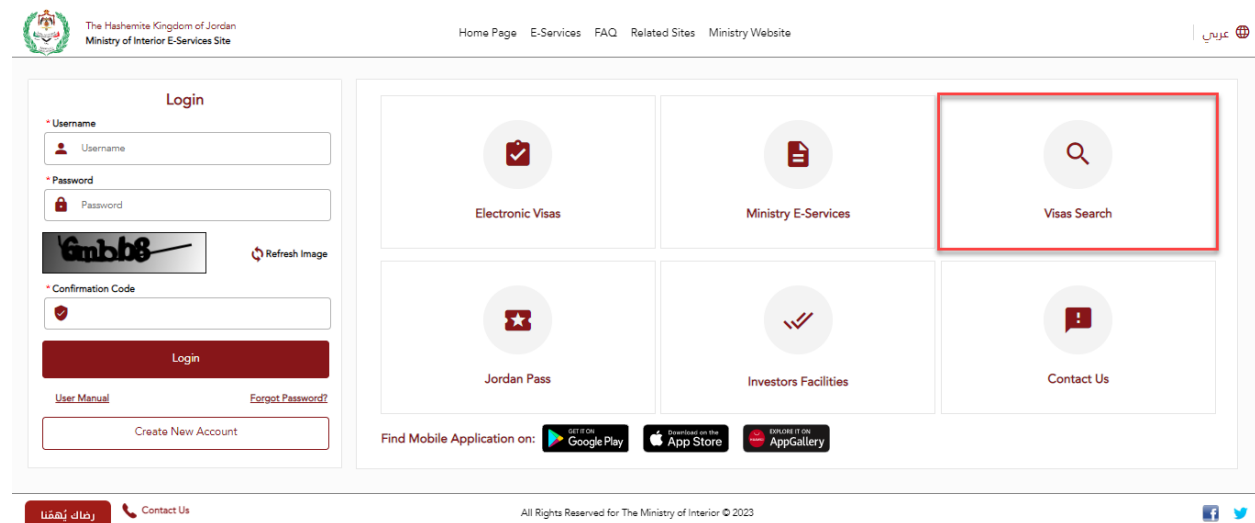 The Hashemite Kingdom of Jordan
Ministry of Interior E-Services Site
Home Page E-Services FAQ Related Sites Ministry Website
عربي
Login
* Username
Username
* Password
Password
6mbb8
Refresh Image
* Confirmation Code
Login
User Manual Forgot Password?
Create New Account
Electronic Visas
Ministry E-Services
Visas Search
Jordan Pass
Investors Facilities
Contact Us
Find Mobile Application on:
GET IT ON
Google Play
Download on the
App Store
EXPLORE IT ON
AppGallery
رضاك يُهمّنا
Contact Us
All Rights Reserved for The Ministry of Interior © 2023